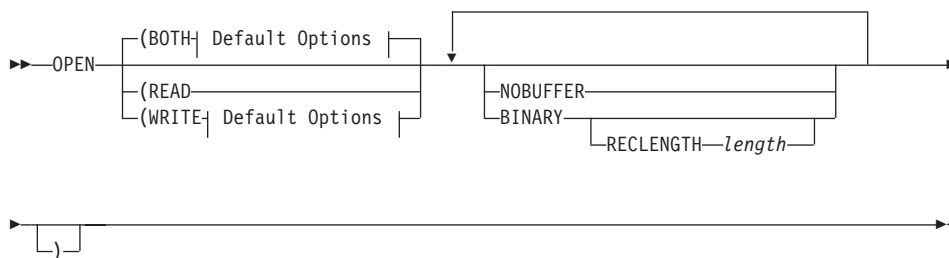 (BOTH Default Options
OPEN
(READ
(WRITE Default Options
NOBUFFER
BINARY
RECLENGTH length
)